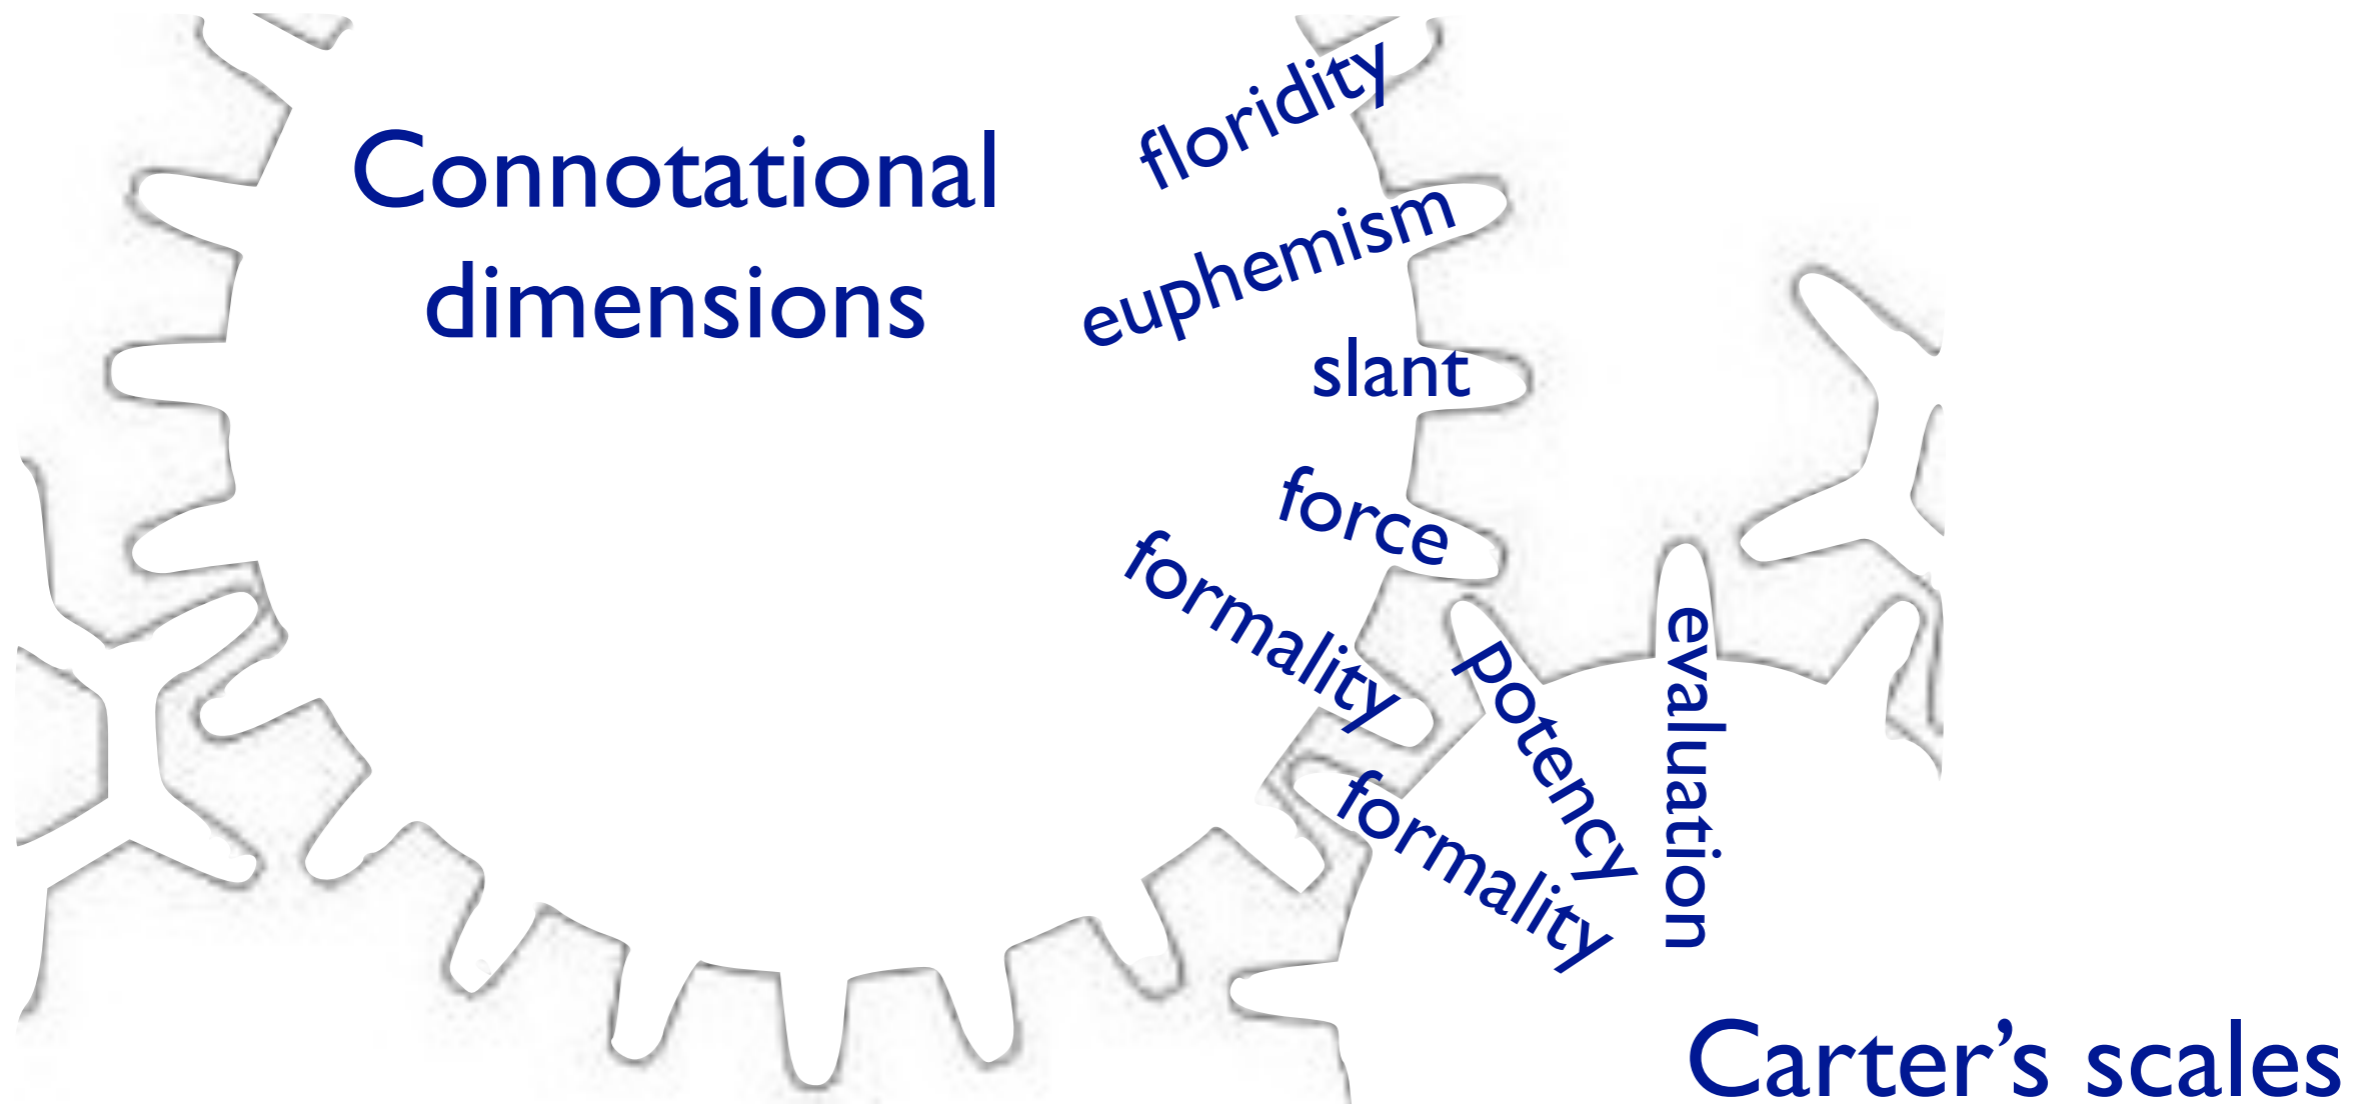 Connotational
dimensions
floridity
euphemism
slant
force
formality
formality
potency
evaluation
Carter’s scales